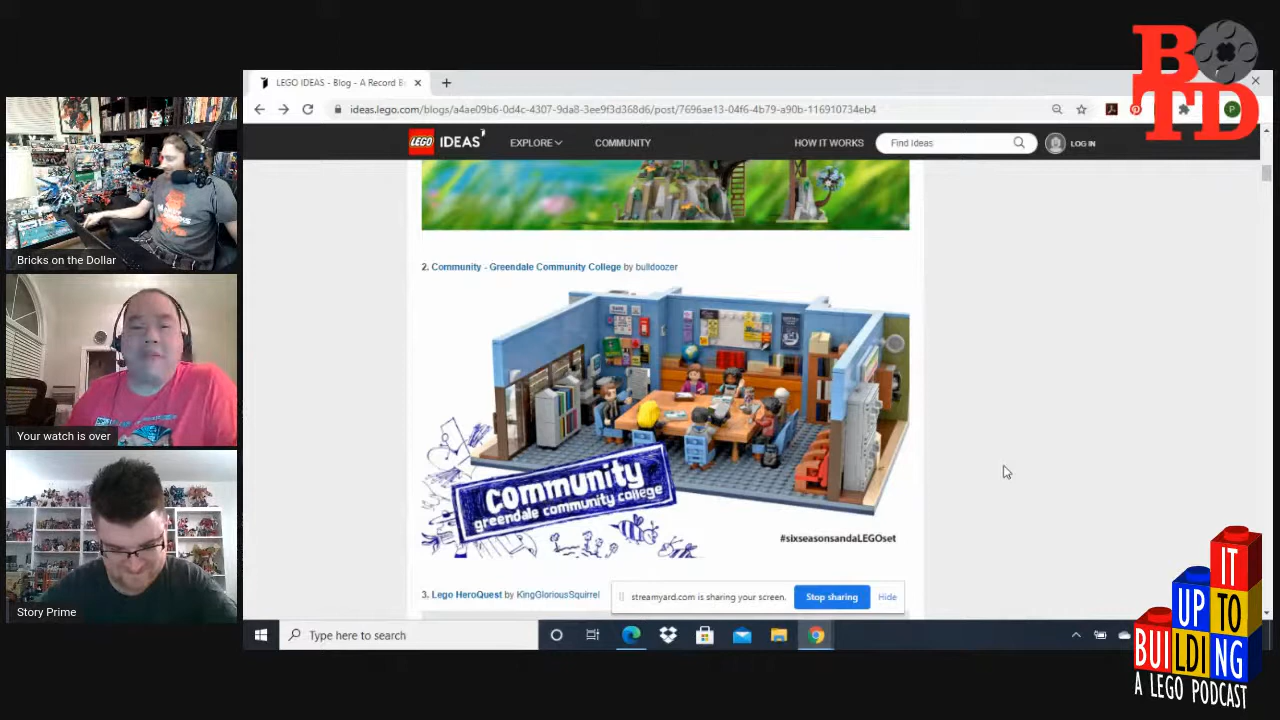 LEGO IDEAS - Blog - A Record B
ideas.lego.com/blogs/a4ae09b6-0d4c-4307-9da8-3ee9f3d368d6/post/7696ae13-04f6-4b79-a90b-116910734eb4
LEGO IDEAS EXPLORE COMMUNITY HOW IT WORKS Find Ideas LOG IN
BOTD
P
Bricks on the Dollar
Your watch is over
Story Prime
2. Community - Greendale Community College by bulldoozer
community
greendale community college
#sixseasonsandaLEGOset
3. Lego HeroQuest by KingGloriousSquirrel
streamyard.com is sharing your screen. Stop sharing Hide
Type here to search
BUILDING
UP TO
IT
A LEGO PODCAST